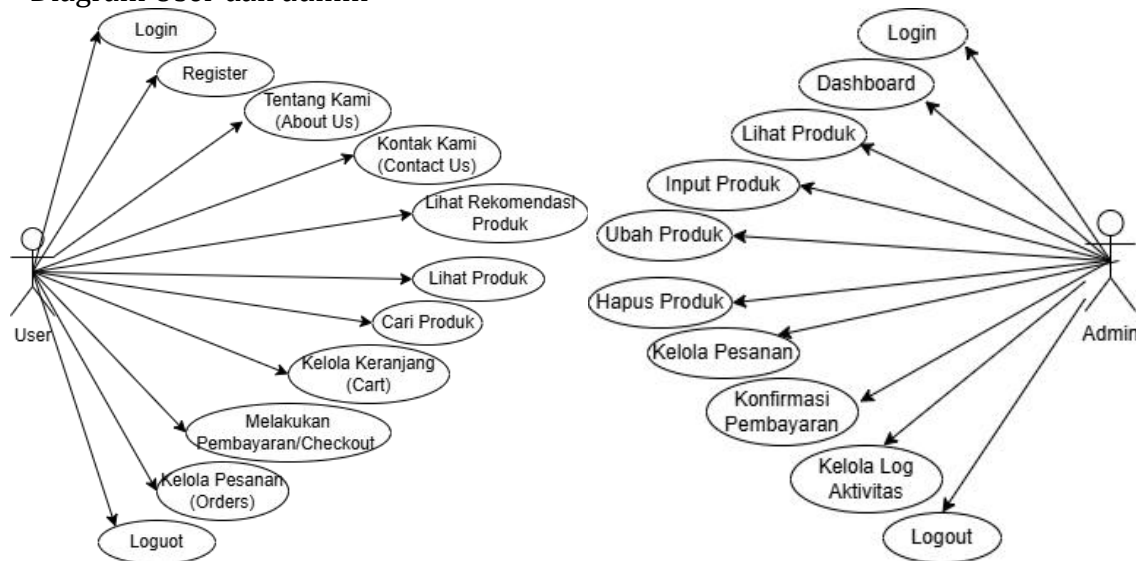 Diagram User dan admin
Login
Register
Tentang Kami
(About Us)
Kontak Kami
(Contact Us)
Lihat Rekomendasi
Produk
Lihat Produk
Cari Produk
Kelola Keranjang
(Cart)
Melakukan
Pembayaran/Checkout
Kelola Pesanan
(Orders)
Loguot
User
Login
Dashboard
Lihat Produk
Input Produk
Ubah Produk
Hapus Produk
Kelola Pesanan
Konfirmasi
Pembayaran
Kelola Log
Aktivitas
Logout
Admin